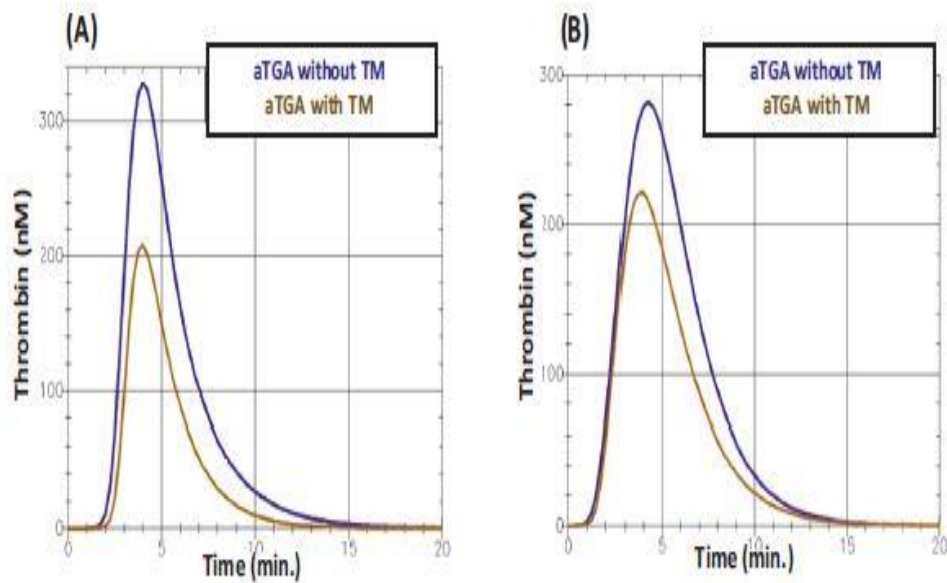 (A)
aTGA without TM
aTGA with TM
300
200
100
0
Thrombin (nM)
0 5 10 15 20
Time (min.)
(B)
aTGA without TM
aTGA with TM
300
200
100
0
Thrombin (nM)
0 5 10 15 20
Time (min.)